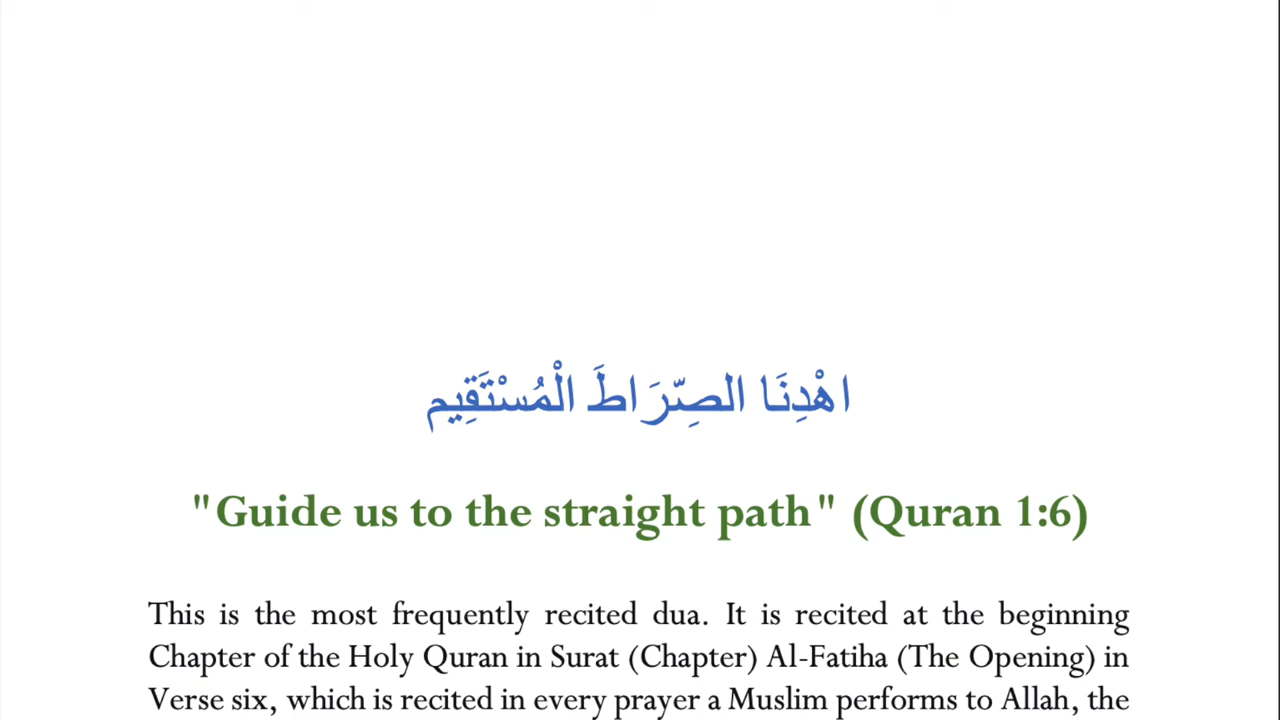 اهْدِنَا الصِّرَاطَ الْمُسْتَقِيم
"Guide us to the straight path" (Quran 1:6)
This is the most frequently recited dua. It is recited at the beginning
Chapter of the Holy Quran in Surat (Chapter) Al-Fatiha (The Opening) in
Verse six, which is recited in every prayer a Muslim performs to Allah, the